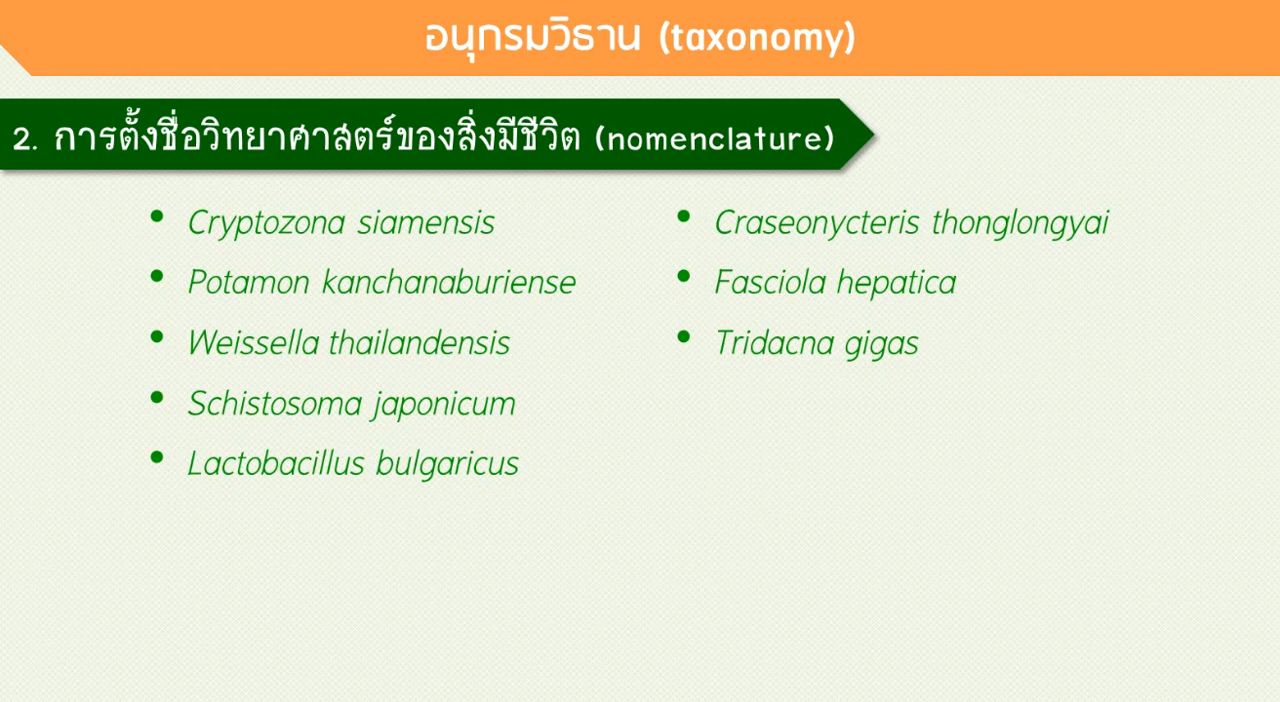 อนุกรมวิธาน (taxonomy)
2. การตั้งชื่อวิทยาศาสตร์ของสิ่งมีชีวิต (nomenclature)
• Cryptozona siamensis
• Potamon kanchanaburiense
• Weissella thailandensis
• Schistosoma japonicum
• Lactobacillus bulgaricus
• Craseonycteris thonglongyai
• Fasciola hepatica
• Tridacna gigas